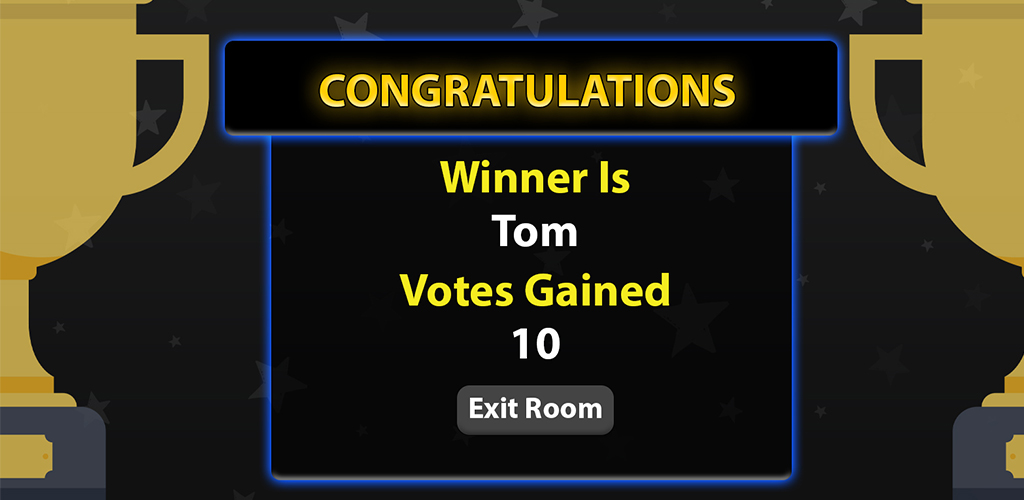 CONGRATULATIONS
Winner Is
Tom
Votes Gained
10
Exit Room